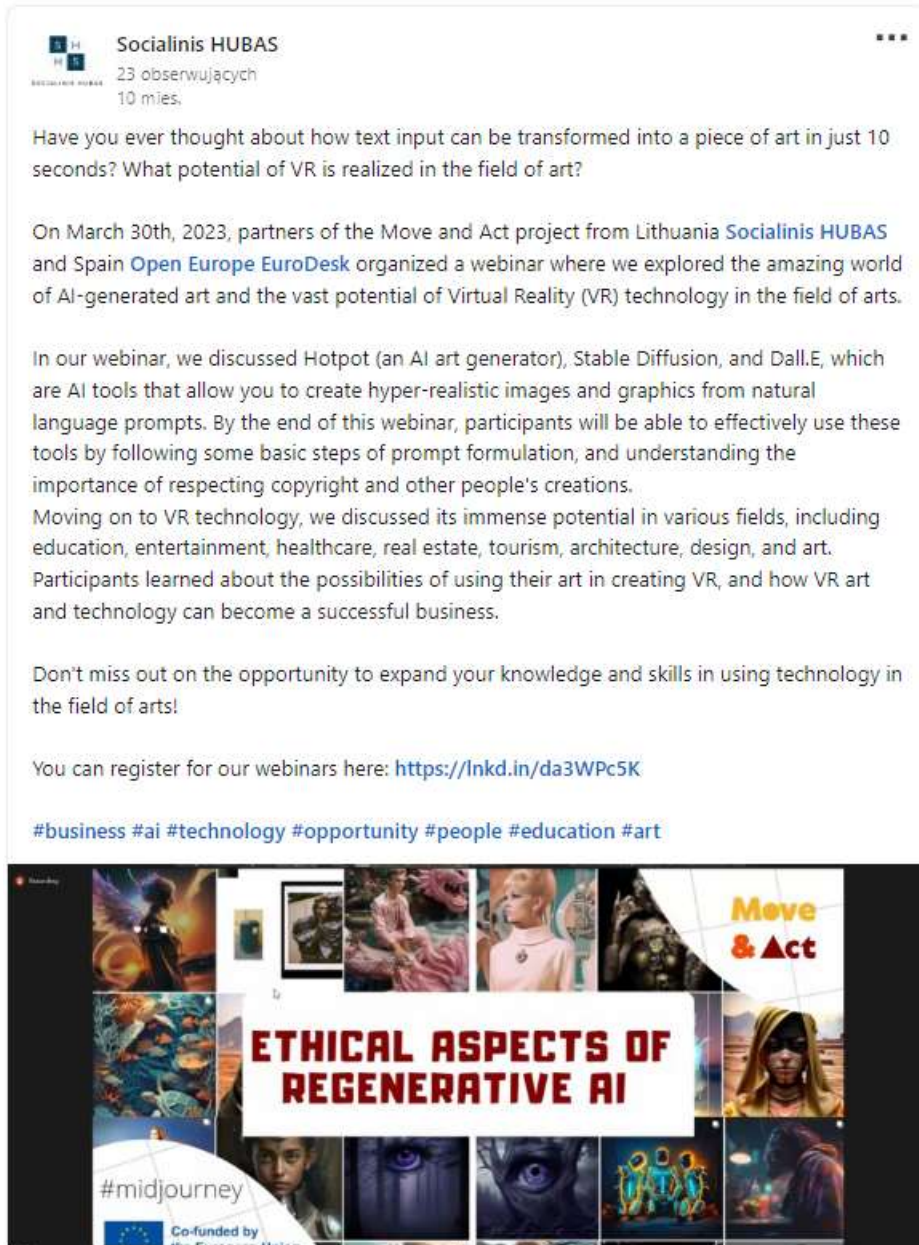 S H
H S
SOCIALINIS HUBAS
Socialinis HUBAS
23 obserwujących
10 mies.
Have you ever thought about how text input can be transformed into a piece of art in just 10
seconds? What potential of VR is realized in the field of art?
On March 30th, 2023, partners of the Move and Act project from Lithuania Socialinis HUBAS
and Spain Open Europe EuroDesk organized a webinar where we explored the amazing world
of AI-generated art and the vast potential of Virtual Reality (VR) technology in the field of arts.
In our webinar, we discussed Hotpot (an AI art generator), Stable Diffusion, and Dall.E, which
are AI tools that allow you to create hyper-realistic images and graphics from natural
language prompts. By the end of this webinar, participants will be able to effectively use these
tools by following some basic steps of prompt formulation, and understanding the
importance of respecting copyright and other people's creations.
Moving on to VR technology, we discussed its immense potential in various fields, including
education, entertainment, healthcare, real estate, tourism, architecture, design, and art.
Participants learned about the possibilities of using their art in creating VR, and how VR art
and technology can become a successful business.
Don't miss out on the opportunity to expand your knowledge and skills in using technology in
the field of arts!
You can register for our webinars here: https://lnkd.in/da3WPc5K
#business #ai #technology #opportunity #people #education #art
Recording
Move
& Act
ETHICAL ASPECTS OF
REGENERATIVE AI
#midjourney
Co-funded by
the European Union